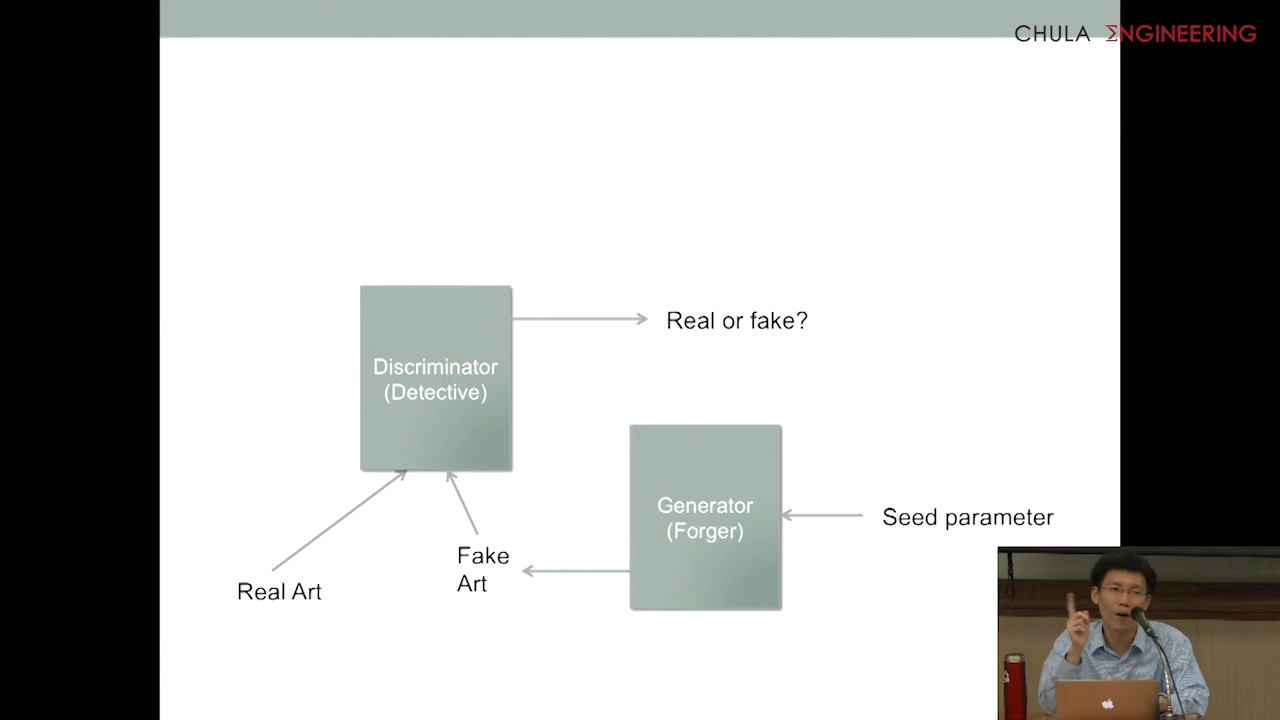 CHULA ΣNGINEERING
Real or fake?
Discriminator
(Detective)
Generator
(Forger)
Seed parameter
Fake
Art
Real Art